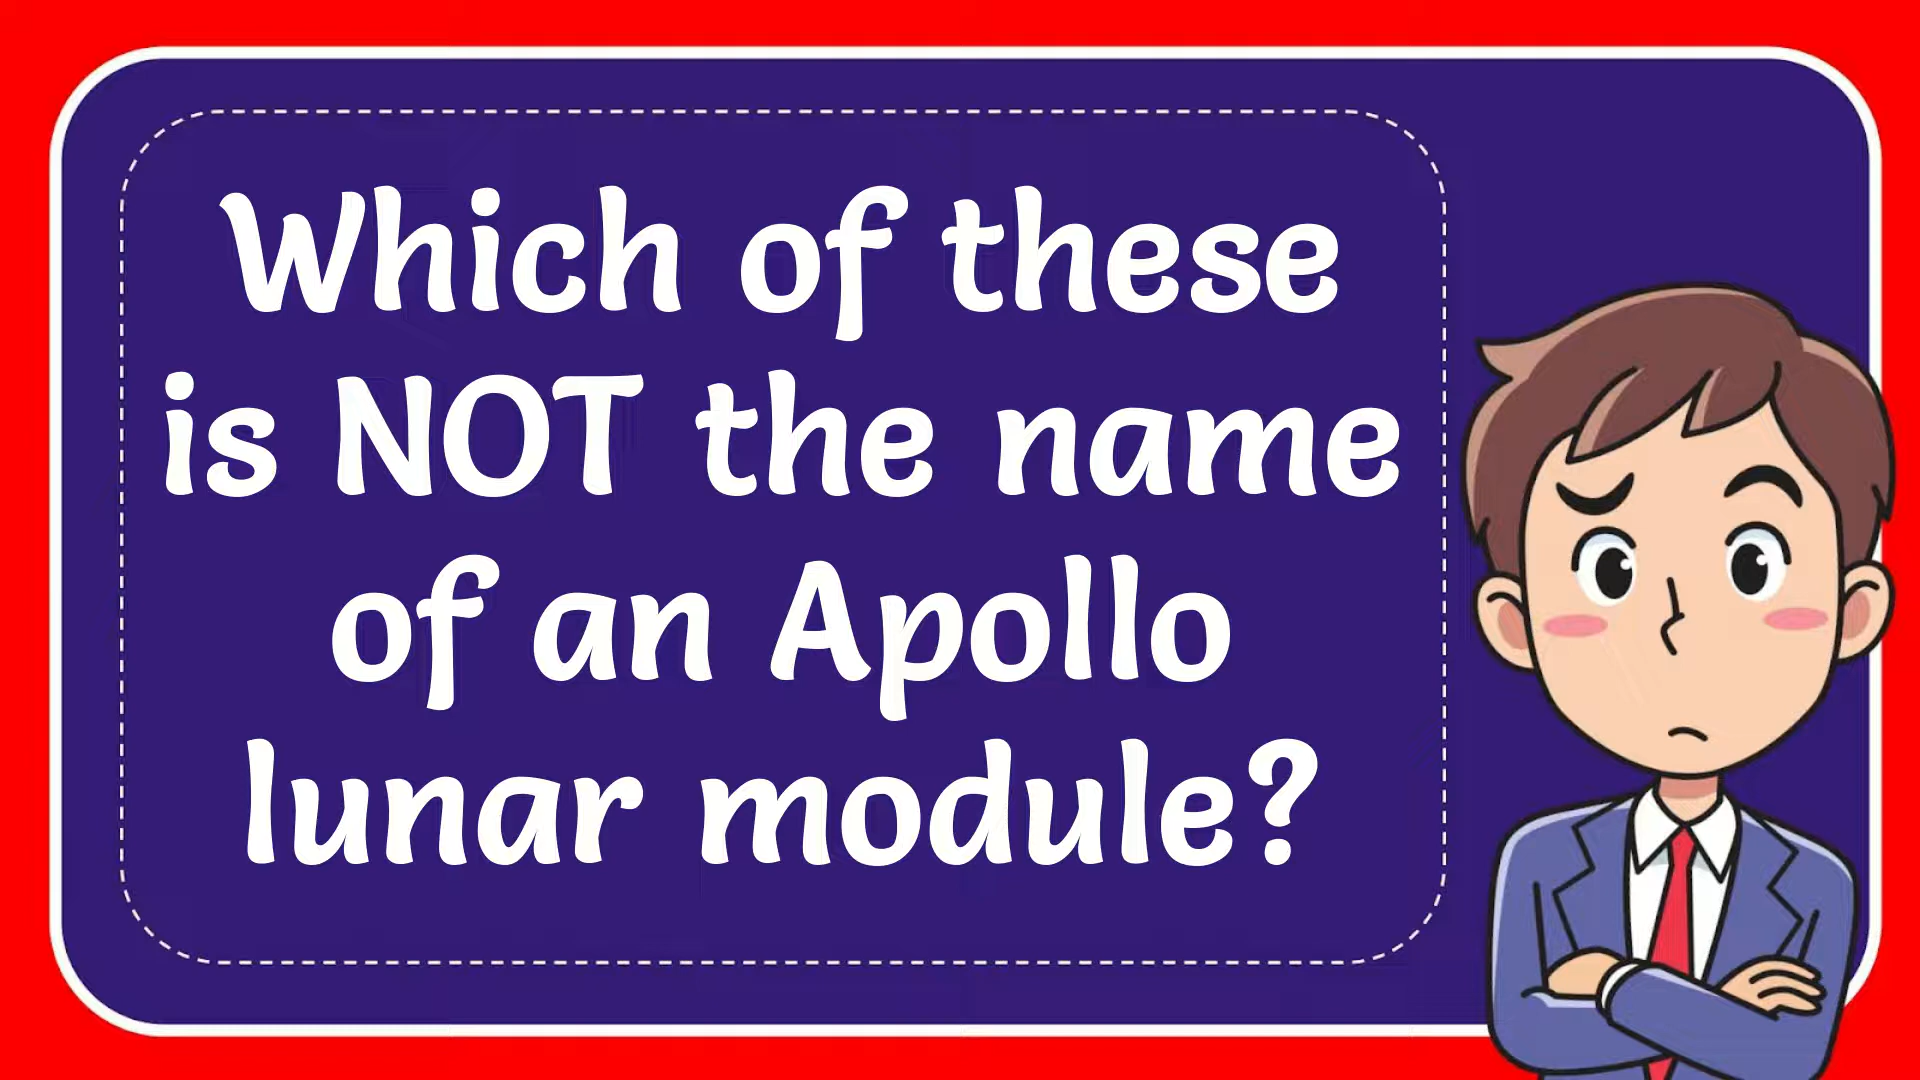 Which of these
is NOT the name
of an Apollo
lunar module?